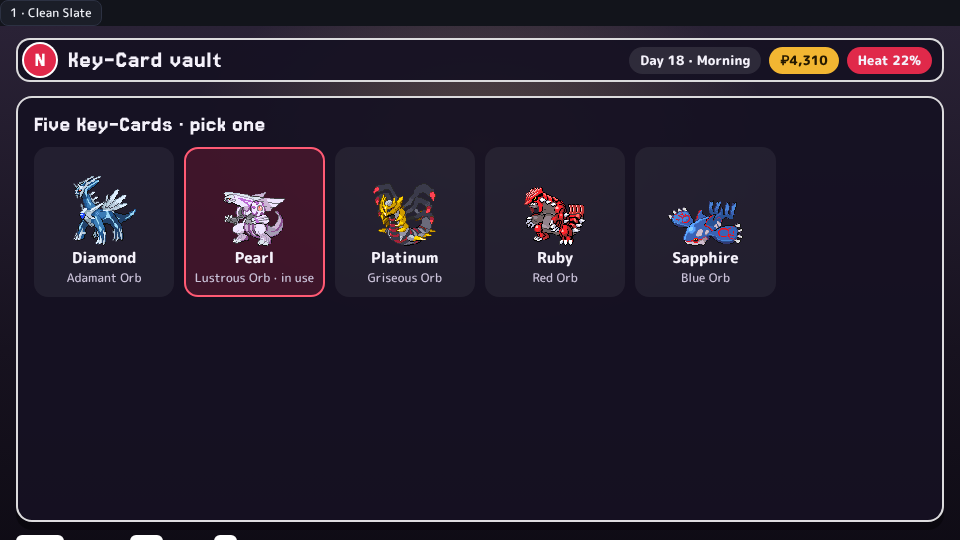 1 · Clean Slate
N
Key-Card vault
Day 18 · Morning
₽4,310
Heat 22%
Five Key-Cards · pick one
Diamond
Adamant Orb
Pearl
Lustrous Orb · in use
Platinum
Griseous Orb
Ruby
Red Orb
Sapphire
Blue Orb